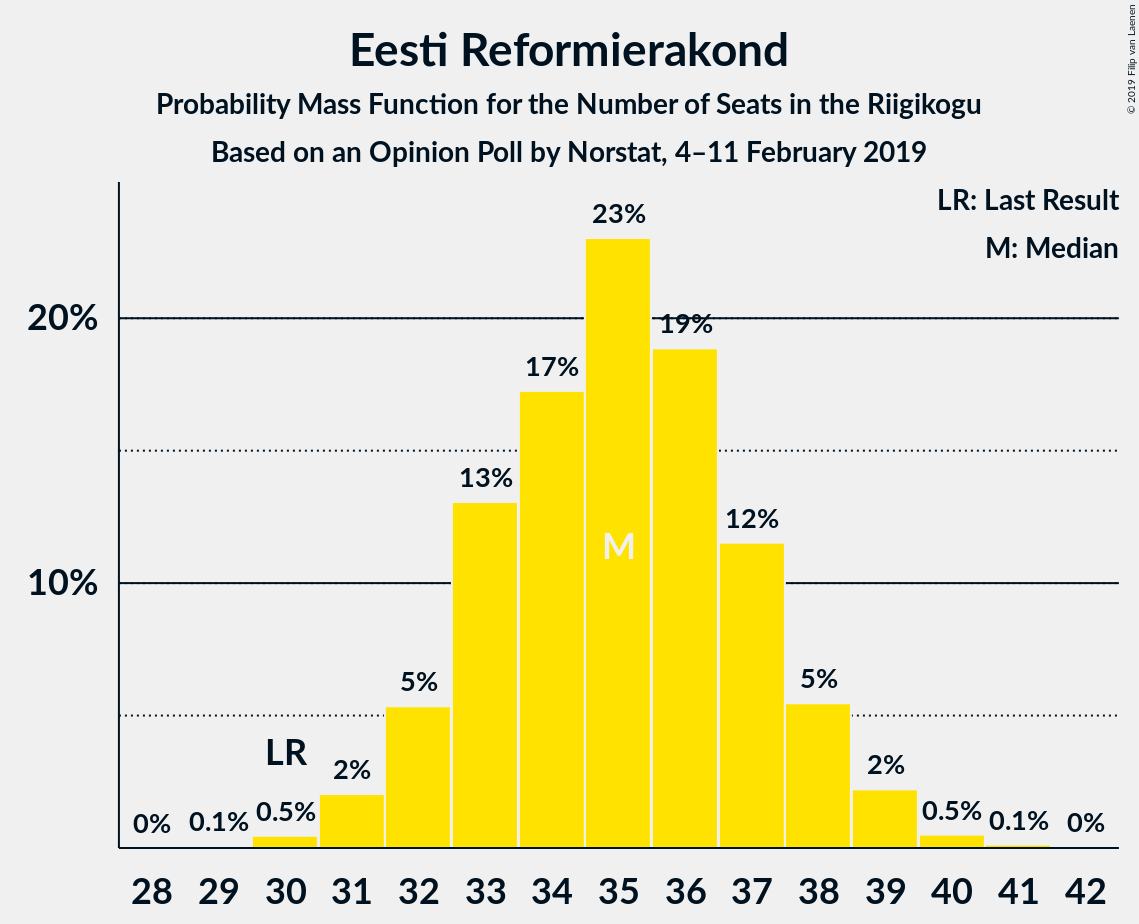 Eesti Reformierakond
Probability Mass Function for the Number of Seats in the Riigikogu
Based on an Opinion Poll by Norstat, 4–11 February 2019
© 2019 Filip van Laenen
LR: Last Result
M: Median
20%
10%
0%
0.1%
0.5%
LR
2%
5%
13%
17%
23%
M
19%
12%
5%
2%
0.5%
0.1%
0%
28 29 30 31 32 33 34 35 36 37 38 39 40 41 42